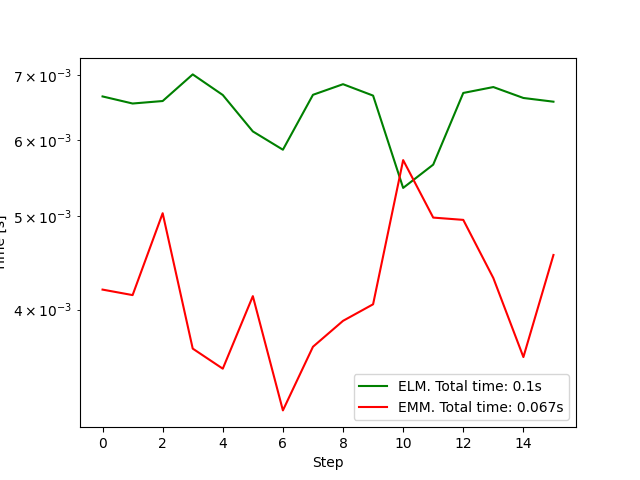 7 × 10⁻³
6 × 10⁻³
5 × 10⁻³
4 × 10⁻³
0 2 4 6 8 10 12 14
Step
ELM. Total time: 0.1s
EMM. Total time: 0.067s